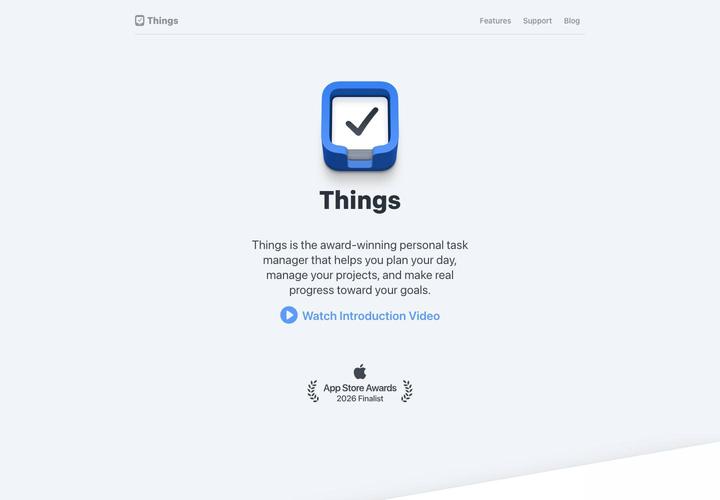 Things
Features
Support
Blog
Things
Things is the award-winning personal task
manager that helps you plan your day,
manage your projects, and make real
progress toward your goals.
Watch Introduction Video
App Store Awards
2026 Finalist